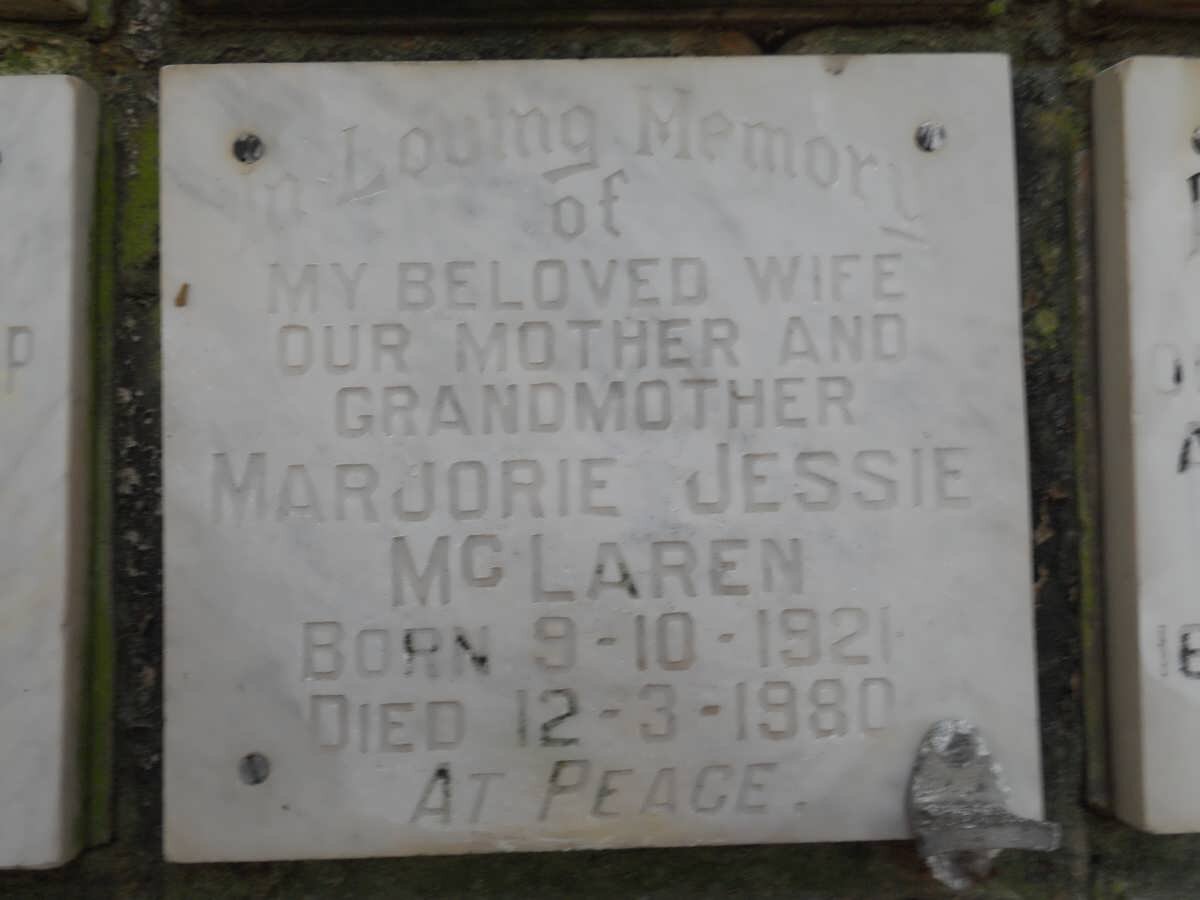 In Loving Memory
of
MY BELOVED WIFE
OUR MOTHER AND
GRANDMOTHER
MARJORIE JESSIE
MCLAREN
BORN 9-10-1921
DIED 12-3-1980
AT PEACE.